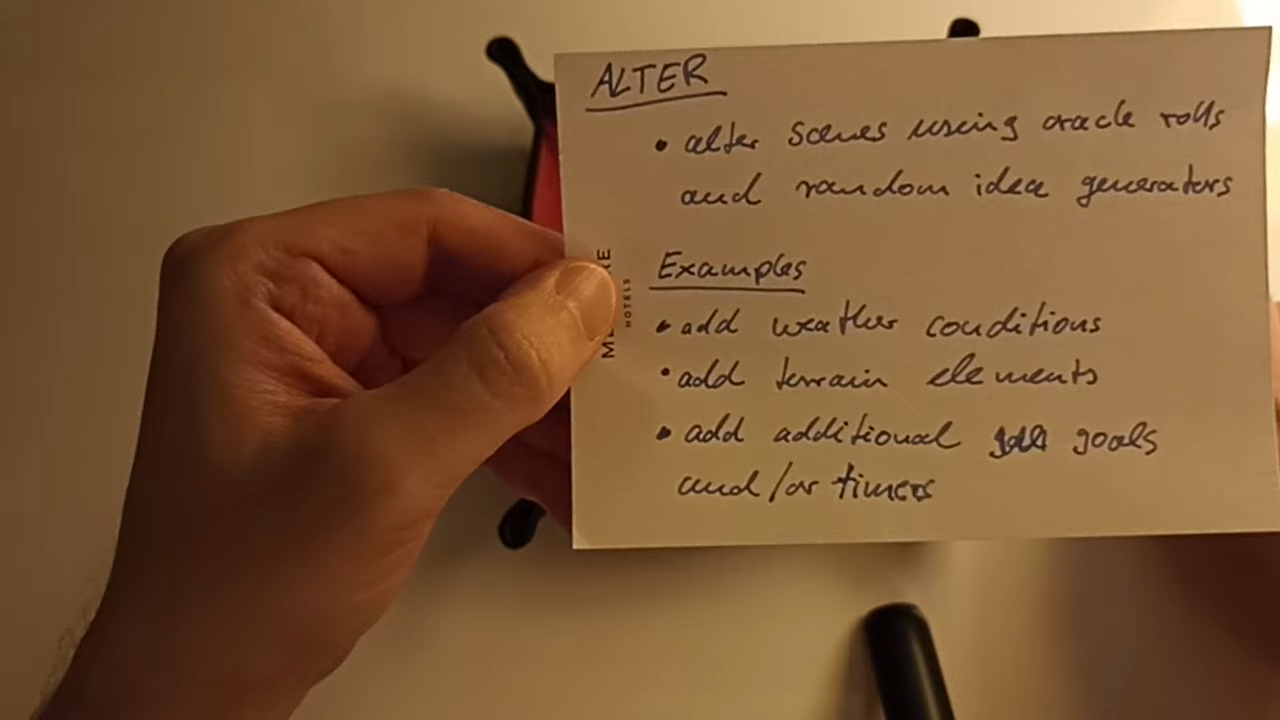 ALTER
• alter scenes using oracle rolls
and random idea generators
Examples
• add weather conditions
• add terrain elements
• add additional goals
and/or timers
HOTELS